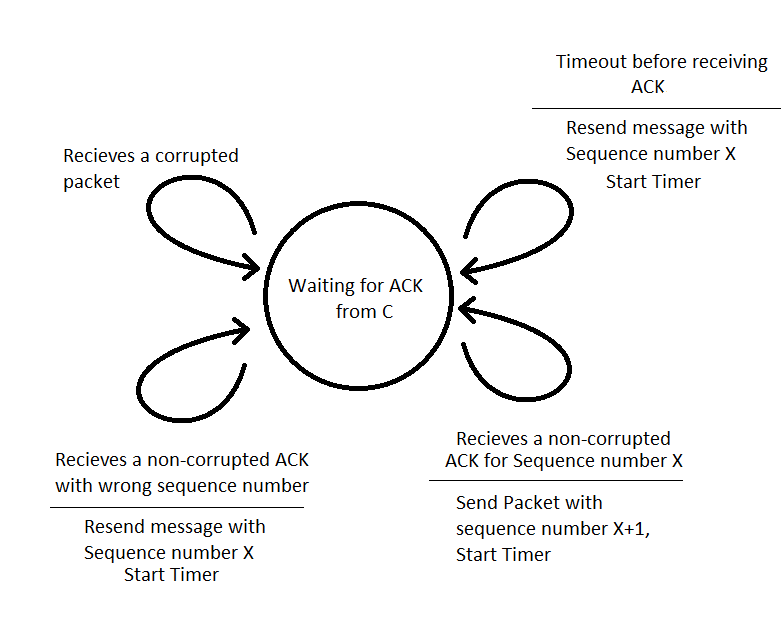 Timeout before receiving
ACK
Resend message with
Sequence number X
Start Timer
Recieves a corrupted
packet
Waiting for ACK
from C
Recieves a non-corrupted ACK
with wrong sequence number
Resend message with
Sequence number X
Start Timer
Recieves a non-corrupted
ACK for Sequence number X
Send Packet with
sequence number X+1,
Start Timer